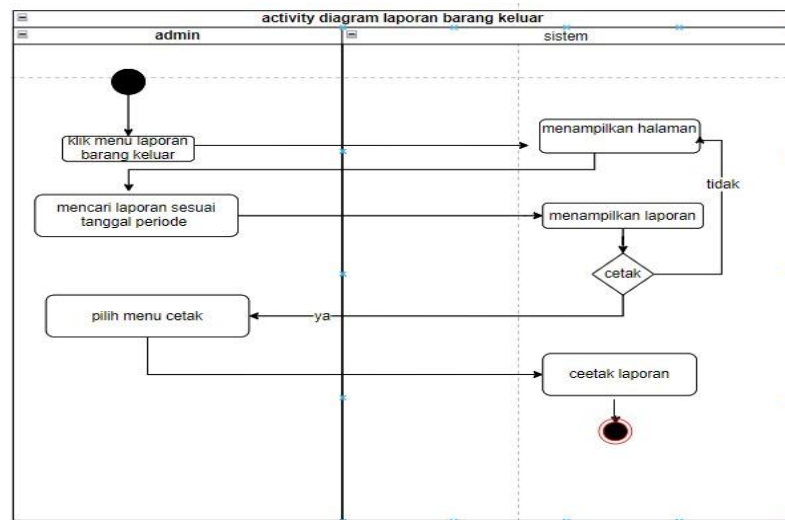 activity diagram laporan barang keluar
admin
sistem
klik menu laporan
barang keluar
menampilkan halaman
tidak
mencari laporan sesuai
tanggal periode
menampilkan laporan
cetak
pilih menu cetak
ya
ceetak laporan